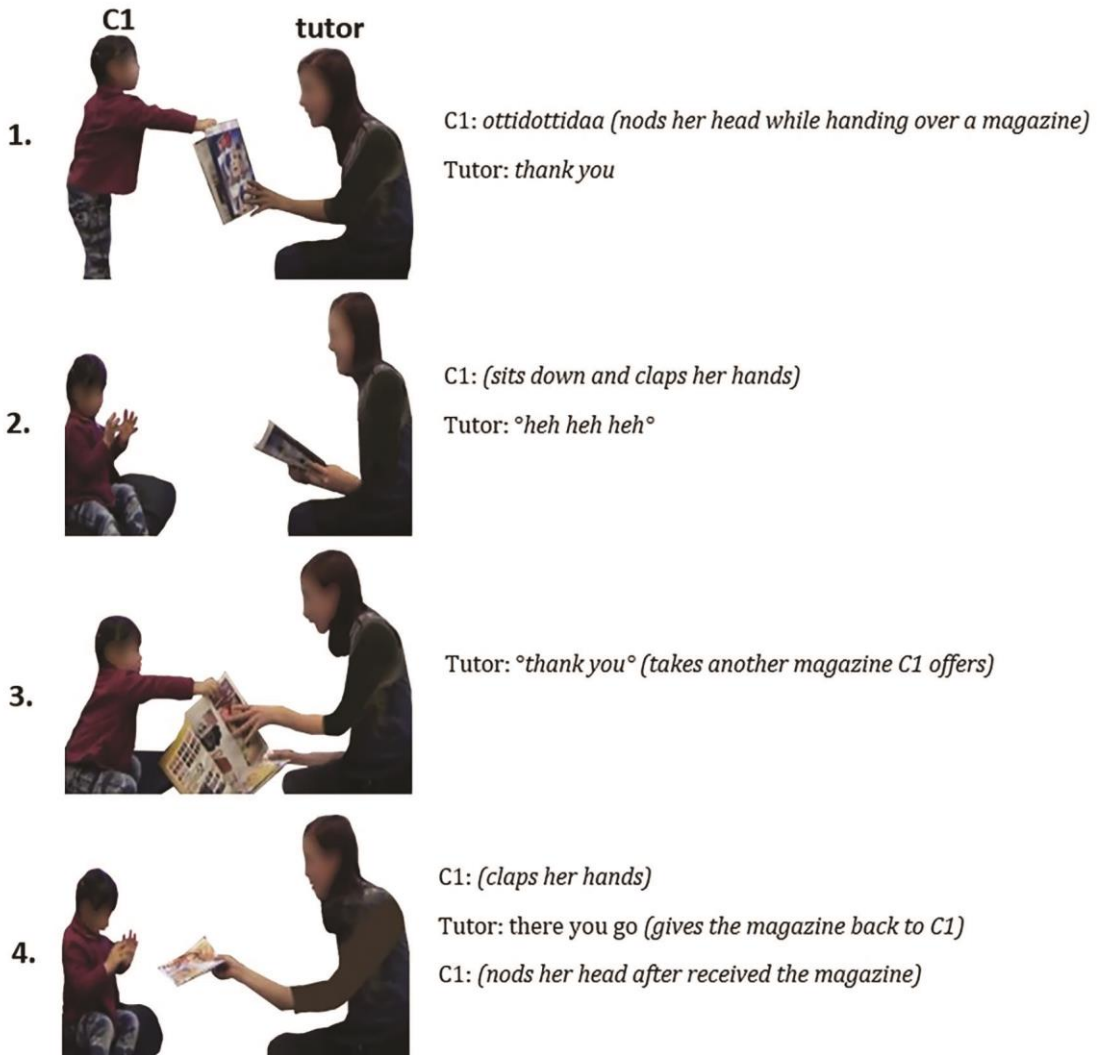 C1
tutor
1.
C1: ottidottidaa (nods her head while handing over a magazine)
Tutor: thank you
2.
C1: (sits down and claps her hands)
Tutor: °heh heh heh°
3.
Tutor: °thank you° (takes another magazine C1 offers)
4.
C1: (claps her hands)
Tutor: there you go (gives the magazine back to C1)
C1: (nods her head after received the magazine)